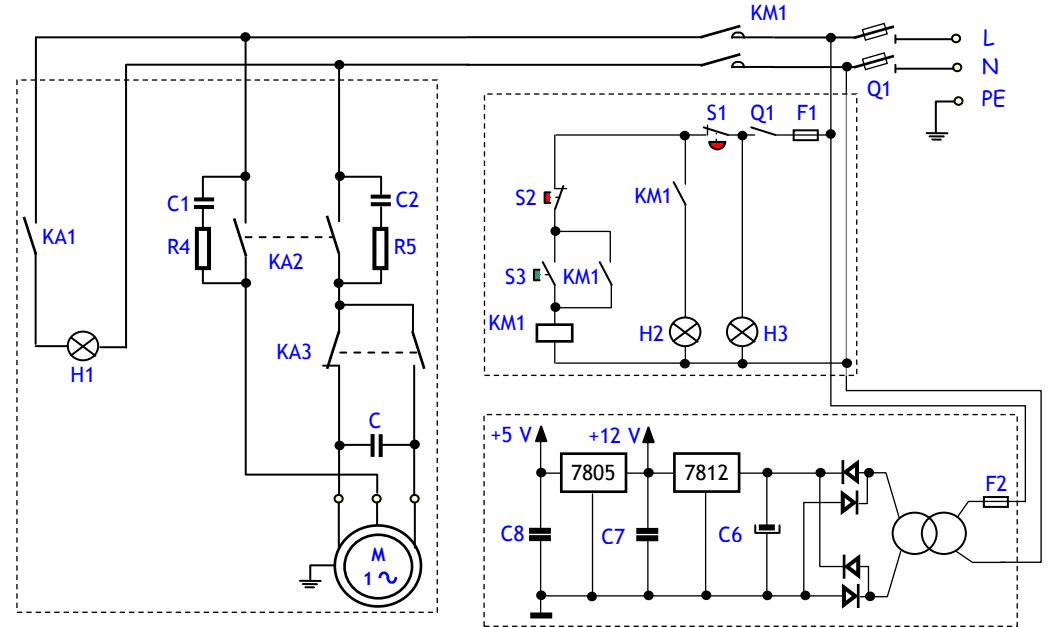 KM1
L
N
Q1
PE
S1
Q1
F1
C1
C2
S2
KM1
KA1
R4
KA2
R5
S3
KM1
KM1
H2
H3
KA3
H1
C
+5 V
+12 V
7805
7812
F2
C8
C7
C6
M
1